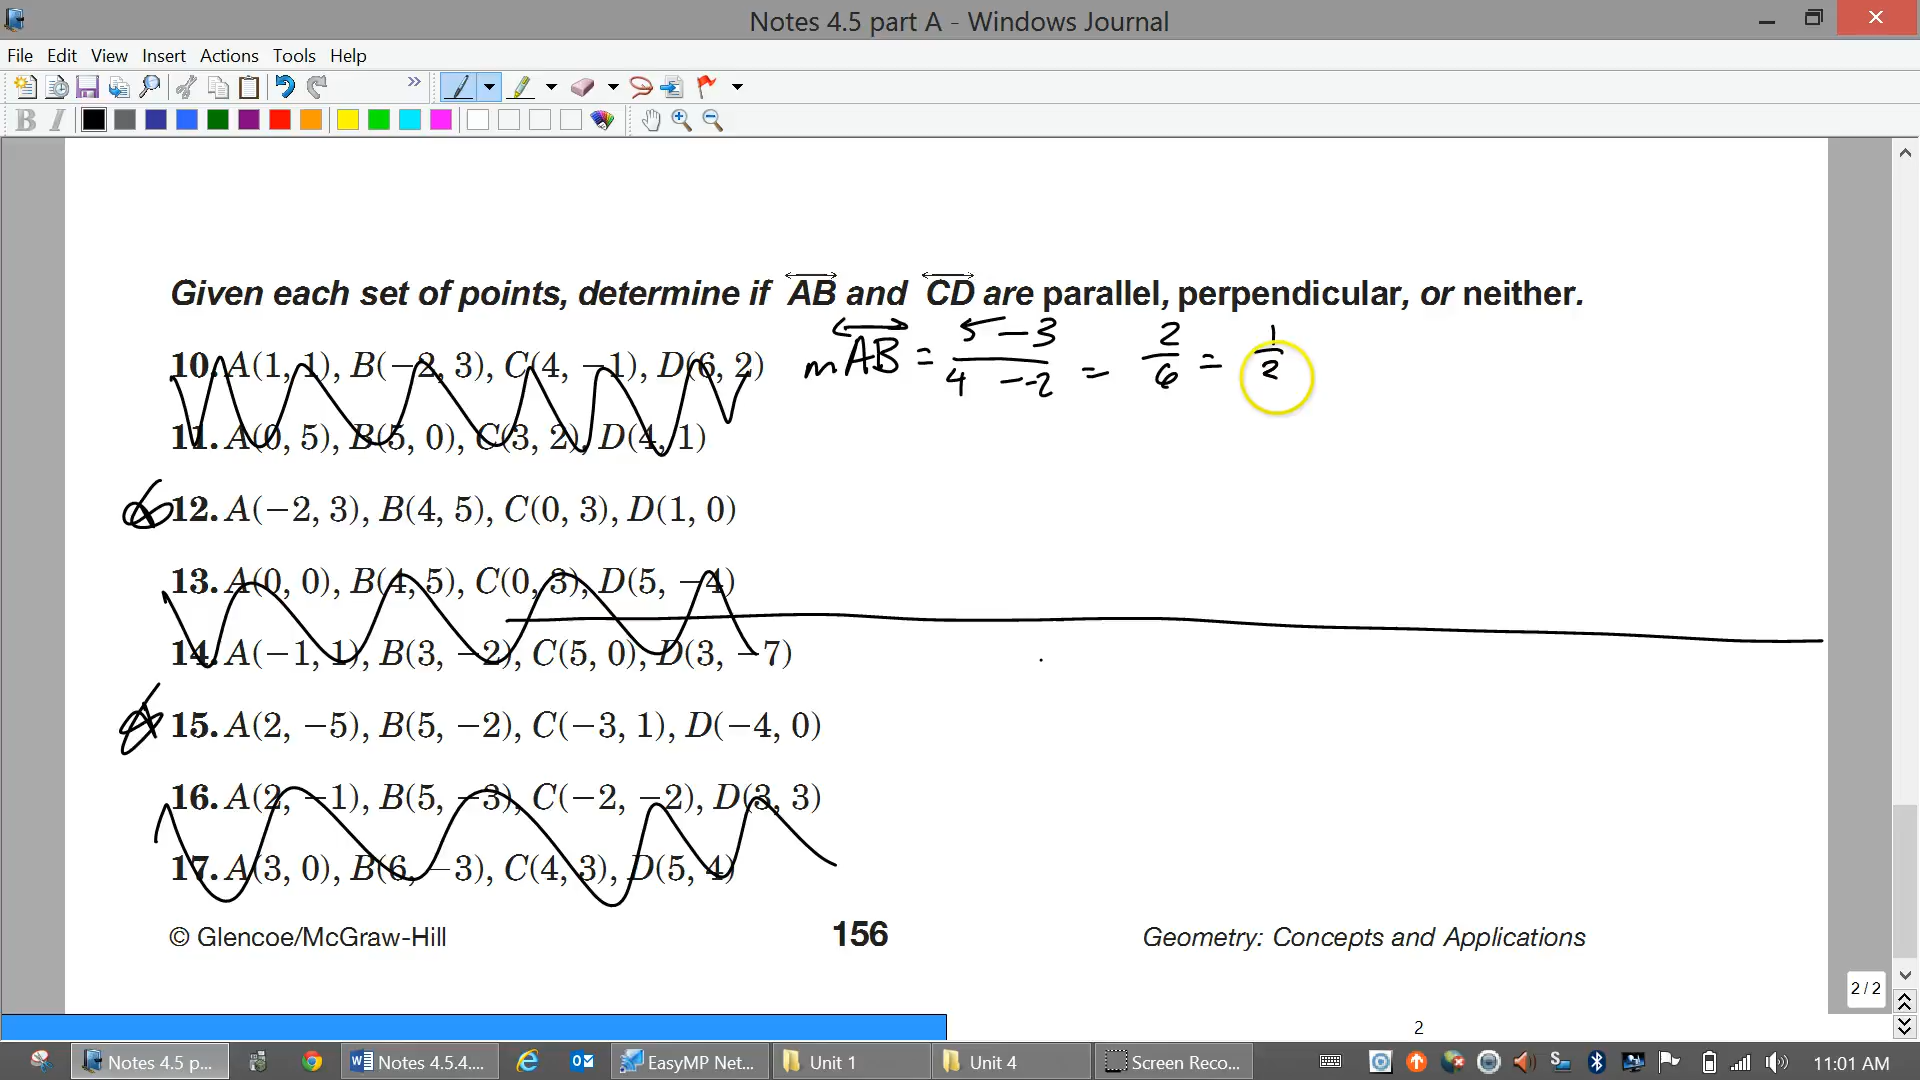 Notes 4.5 part A - Windows Journal
File Edit View Insert Actions Tools Help
B I
Given each set of points, determine if AB and CD are parallel, perpendicular, or neither.
mAB = 5 - 3 / 4 - -2 = 2/6 = 1/2
10. A(1, 1), B(−2, 3), C(4, −1), D(6, 2)
11. A(0, 5), B(5, 0), C(3, 2), D(4, 1)
12. A(−2, 3), B(4, 5), C(0, 3), D(1, 0)
13. A(0, 0), B(4, 5), C(0, 3), D(5, −4)
14. A(−1, 1), B(3, −2), C(5, 0), D(3, −7)
15. A(2, −5), B(5, −2), C(−3, 1), D(−4, 0)
16. A(2, −1), B(5, −3), C(−2, −2), D(3, 3)
17. A(3, 0), B(6, −3), C(4, 3), D(5, 4)
© Glencoe/McGraw-Hill 156 Geometry: Concepts and Applications
2 / 2
2
Notes 4.5 p... Notes 4.5.4.... EasyMP Net... Unit 1 Unit 4 Screen Reco... 11:01 AM